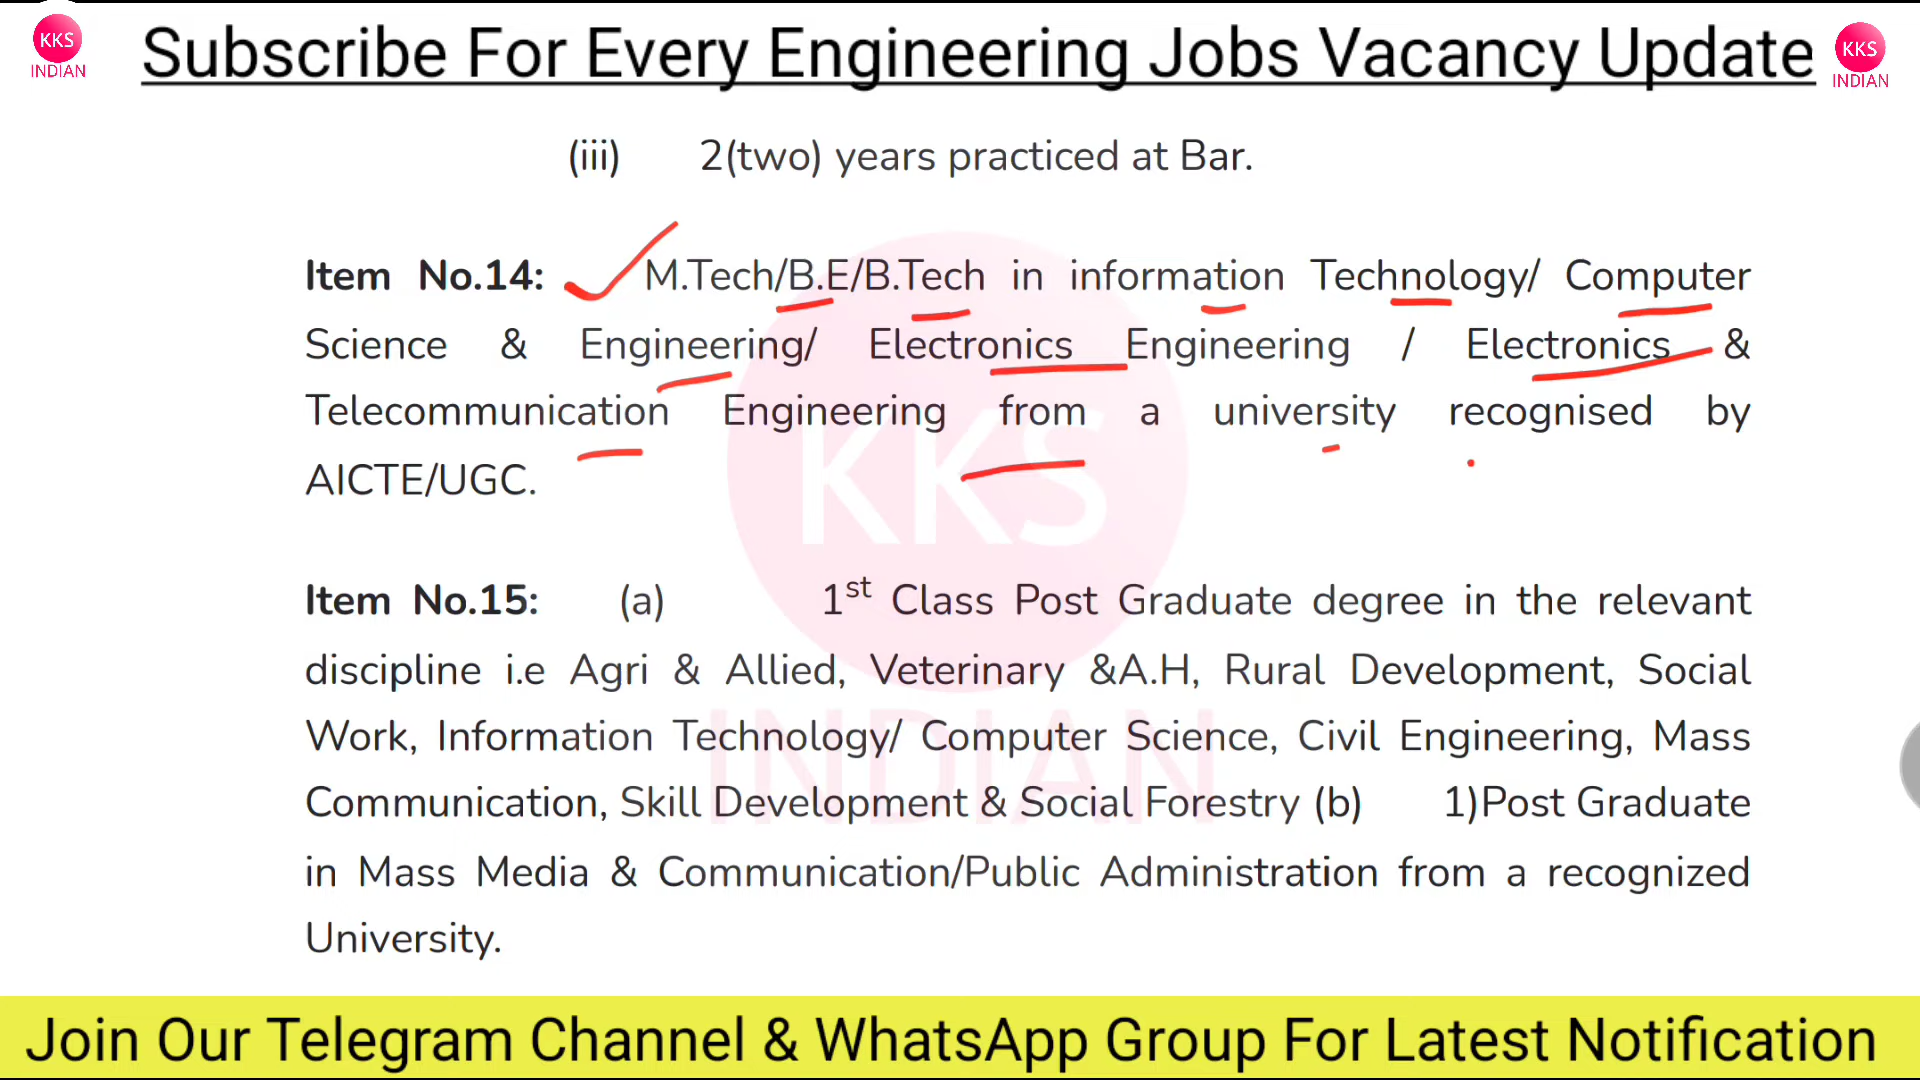 KKS
INDIAN
Subscribe For Every Engineering Jobs Vacancy Update
KKS
INDIAN
(iii) 2(two) years practiced at Bar.
Item No.14: M.Tech/B.E/B.Tech in information Technology/ Computer
Science & Engineering/ Electronics Engineering / Electronics &
Telecommunication Engineering from a university recognised by
AICTE/UGC.
KKS
Item No.15: (a) 1st Class Post Graduate degree in the relevant
discipline i.e Agri & Allied, Veterinary &A.H, Rural Development, Social
Work, Information Technology/ Computer Science, Civil Engineering, Mass
INDIAN
Communication, Skill Development & Social Forestry (b) 1)Post Graduate
in Mass Media & Communication/Public Administration from a recognized
University.
Join Our Telegram Channel & WhatsApp Group For Latest Notification